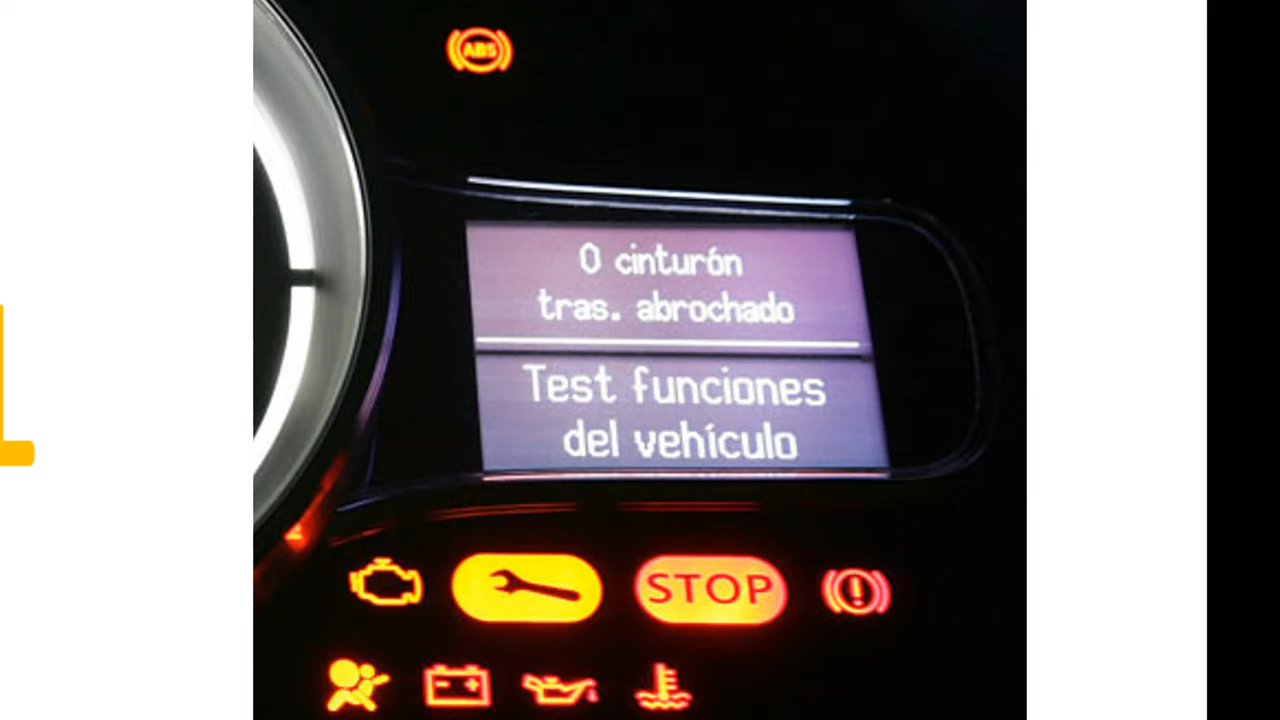 ABS
0 cinturón
tras. abrochado
Test funciones
del vehículo
STOP